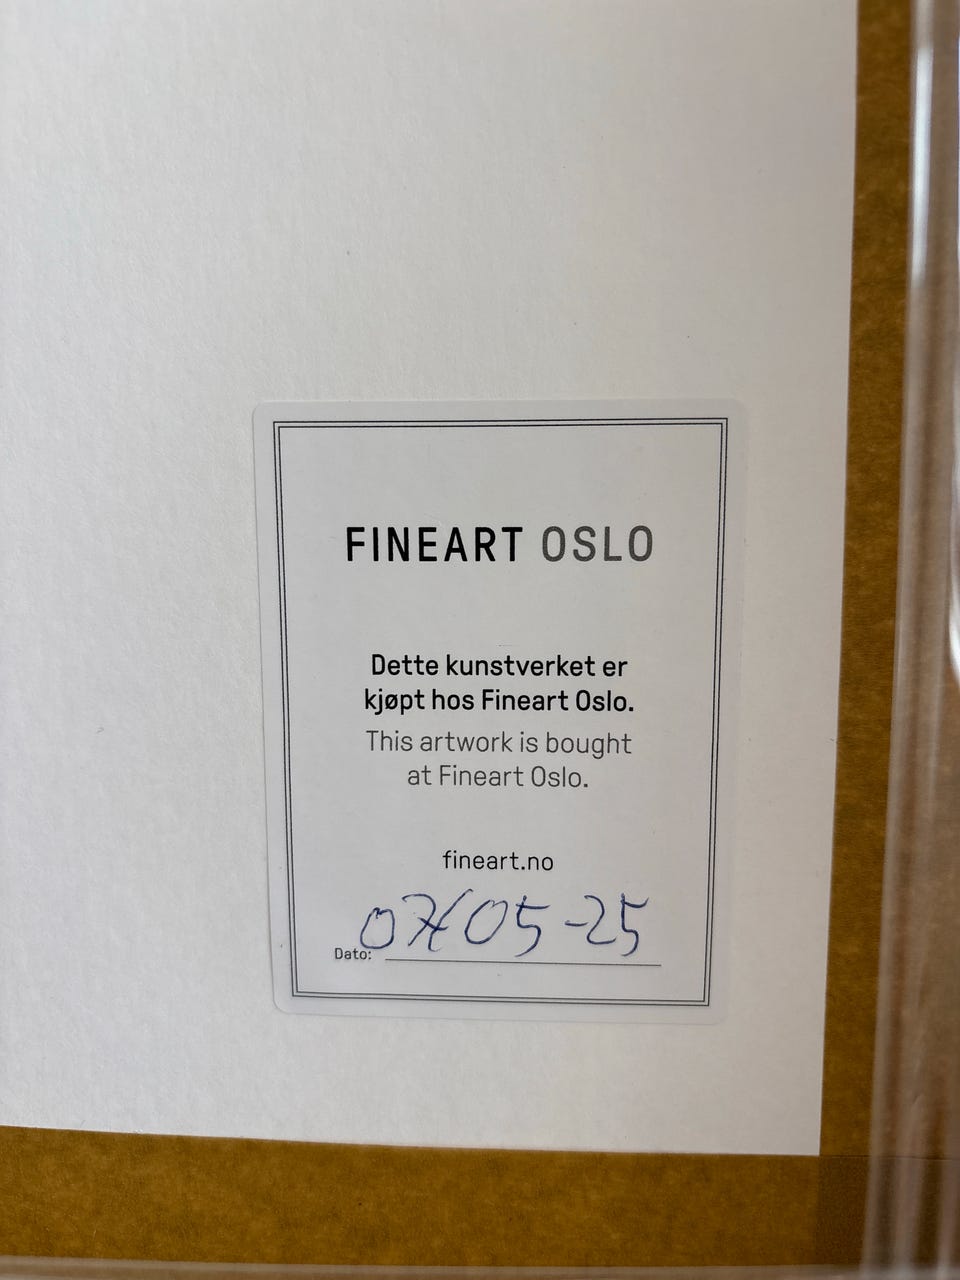 FINEART OSLO
Dette kunstverket er
kjøpt hos Fineart Oslo.
This artwork is bought
at Fineart Oslo.
fineart.no
Dato: 07/05-25